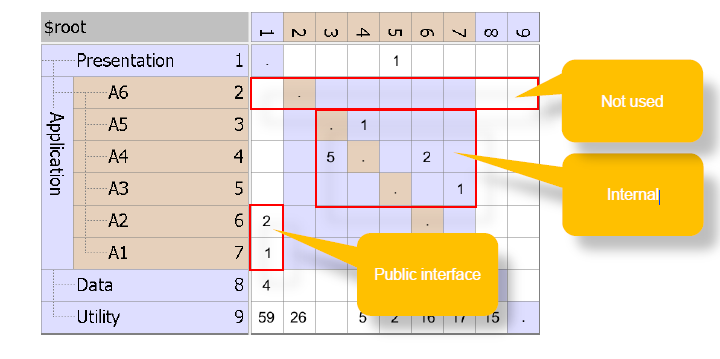 $root 1 2 3 4 5 6 7 8 9
Presentation 1 . 1
Application
A6 2 .
Not used
A5 3 . 1
A4 4 5 . 2
A3 5 . 1
Internal
A2 6 2 .
A1 7 1
Public interface
Data 8 4
Utility 9 59 26 5 2 16 17 15 .